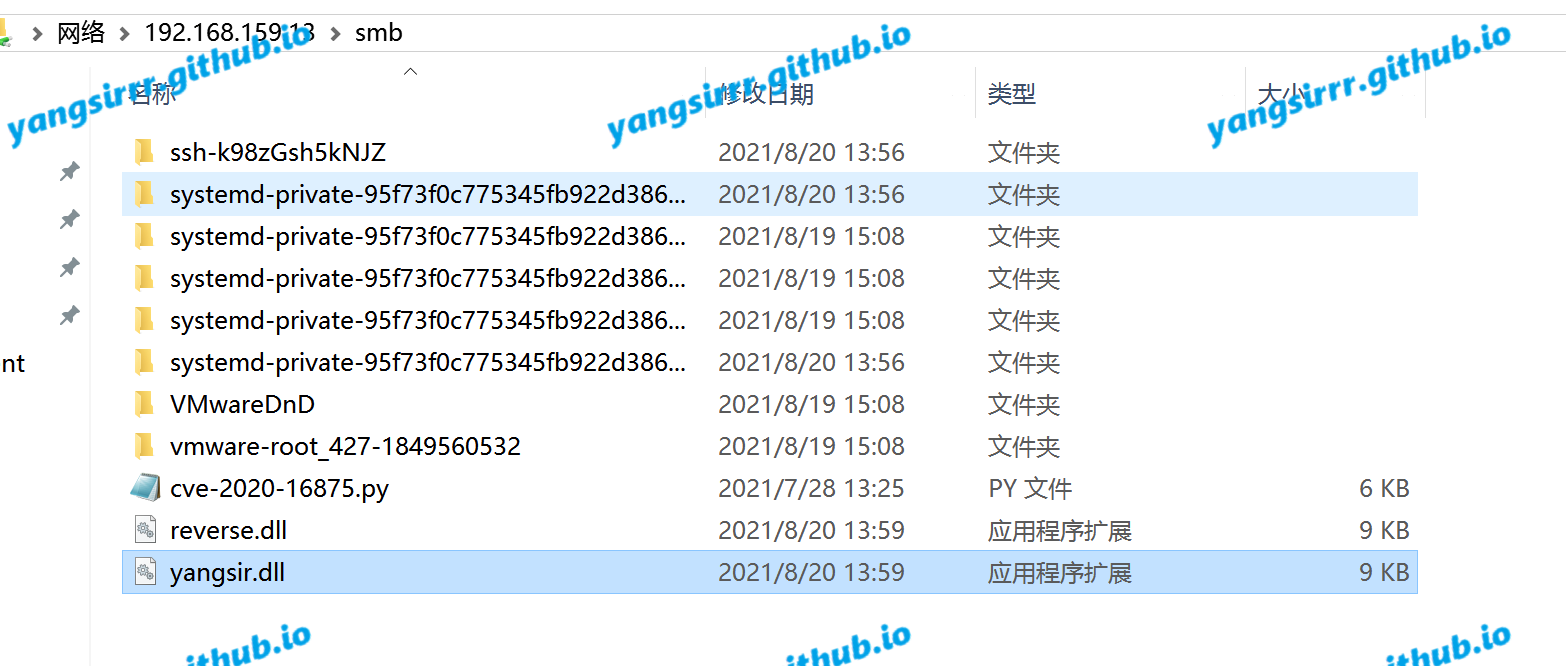 网络 192.168.159.13 smb
名称 修改日期 类型 大小
yangsirrr.github.io yangsirrr.github.io yangsirrr.github.io
ssh-k98zGsh5kNJZ 2021/8/20 13:56 文件夹
systemd-private-95f73f0c775345fb922d386... 2021/8/20 13:56 文件夹
systemd-private-95f73f0c775345fb922d386... 2021/8/19 15:08 文件夹
systemd-private-95f73f0c775345fb922d386... 2021/8/19 15:08 文件夹
systemd-private-95f73f0c775345fb922d386... 2021/8/19 15:08 文件夹
nt
systemd-private-95f73f0c775345fb922d386... 2021/8/20 13:56 文件夹
VMwareDnD 2021/8/19 15:08 文件夹
vmware-root_427-1849560532 2021/8/19 15:08 文件夹
cve-2020-16875.py 2021/7/28 13:25 PY 文件 6 KB
reverse.dll 2021/8/20 13:59 应用程序扩展 9 KB
yangsir.dll 2021/8/20 13:59 应用程序扩展 9 KB
ithub.io ithub.io ithub.io